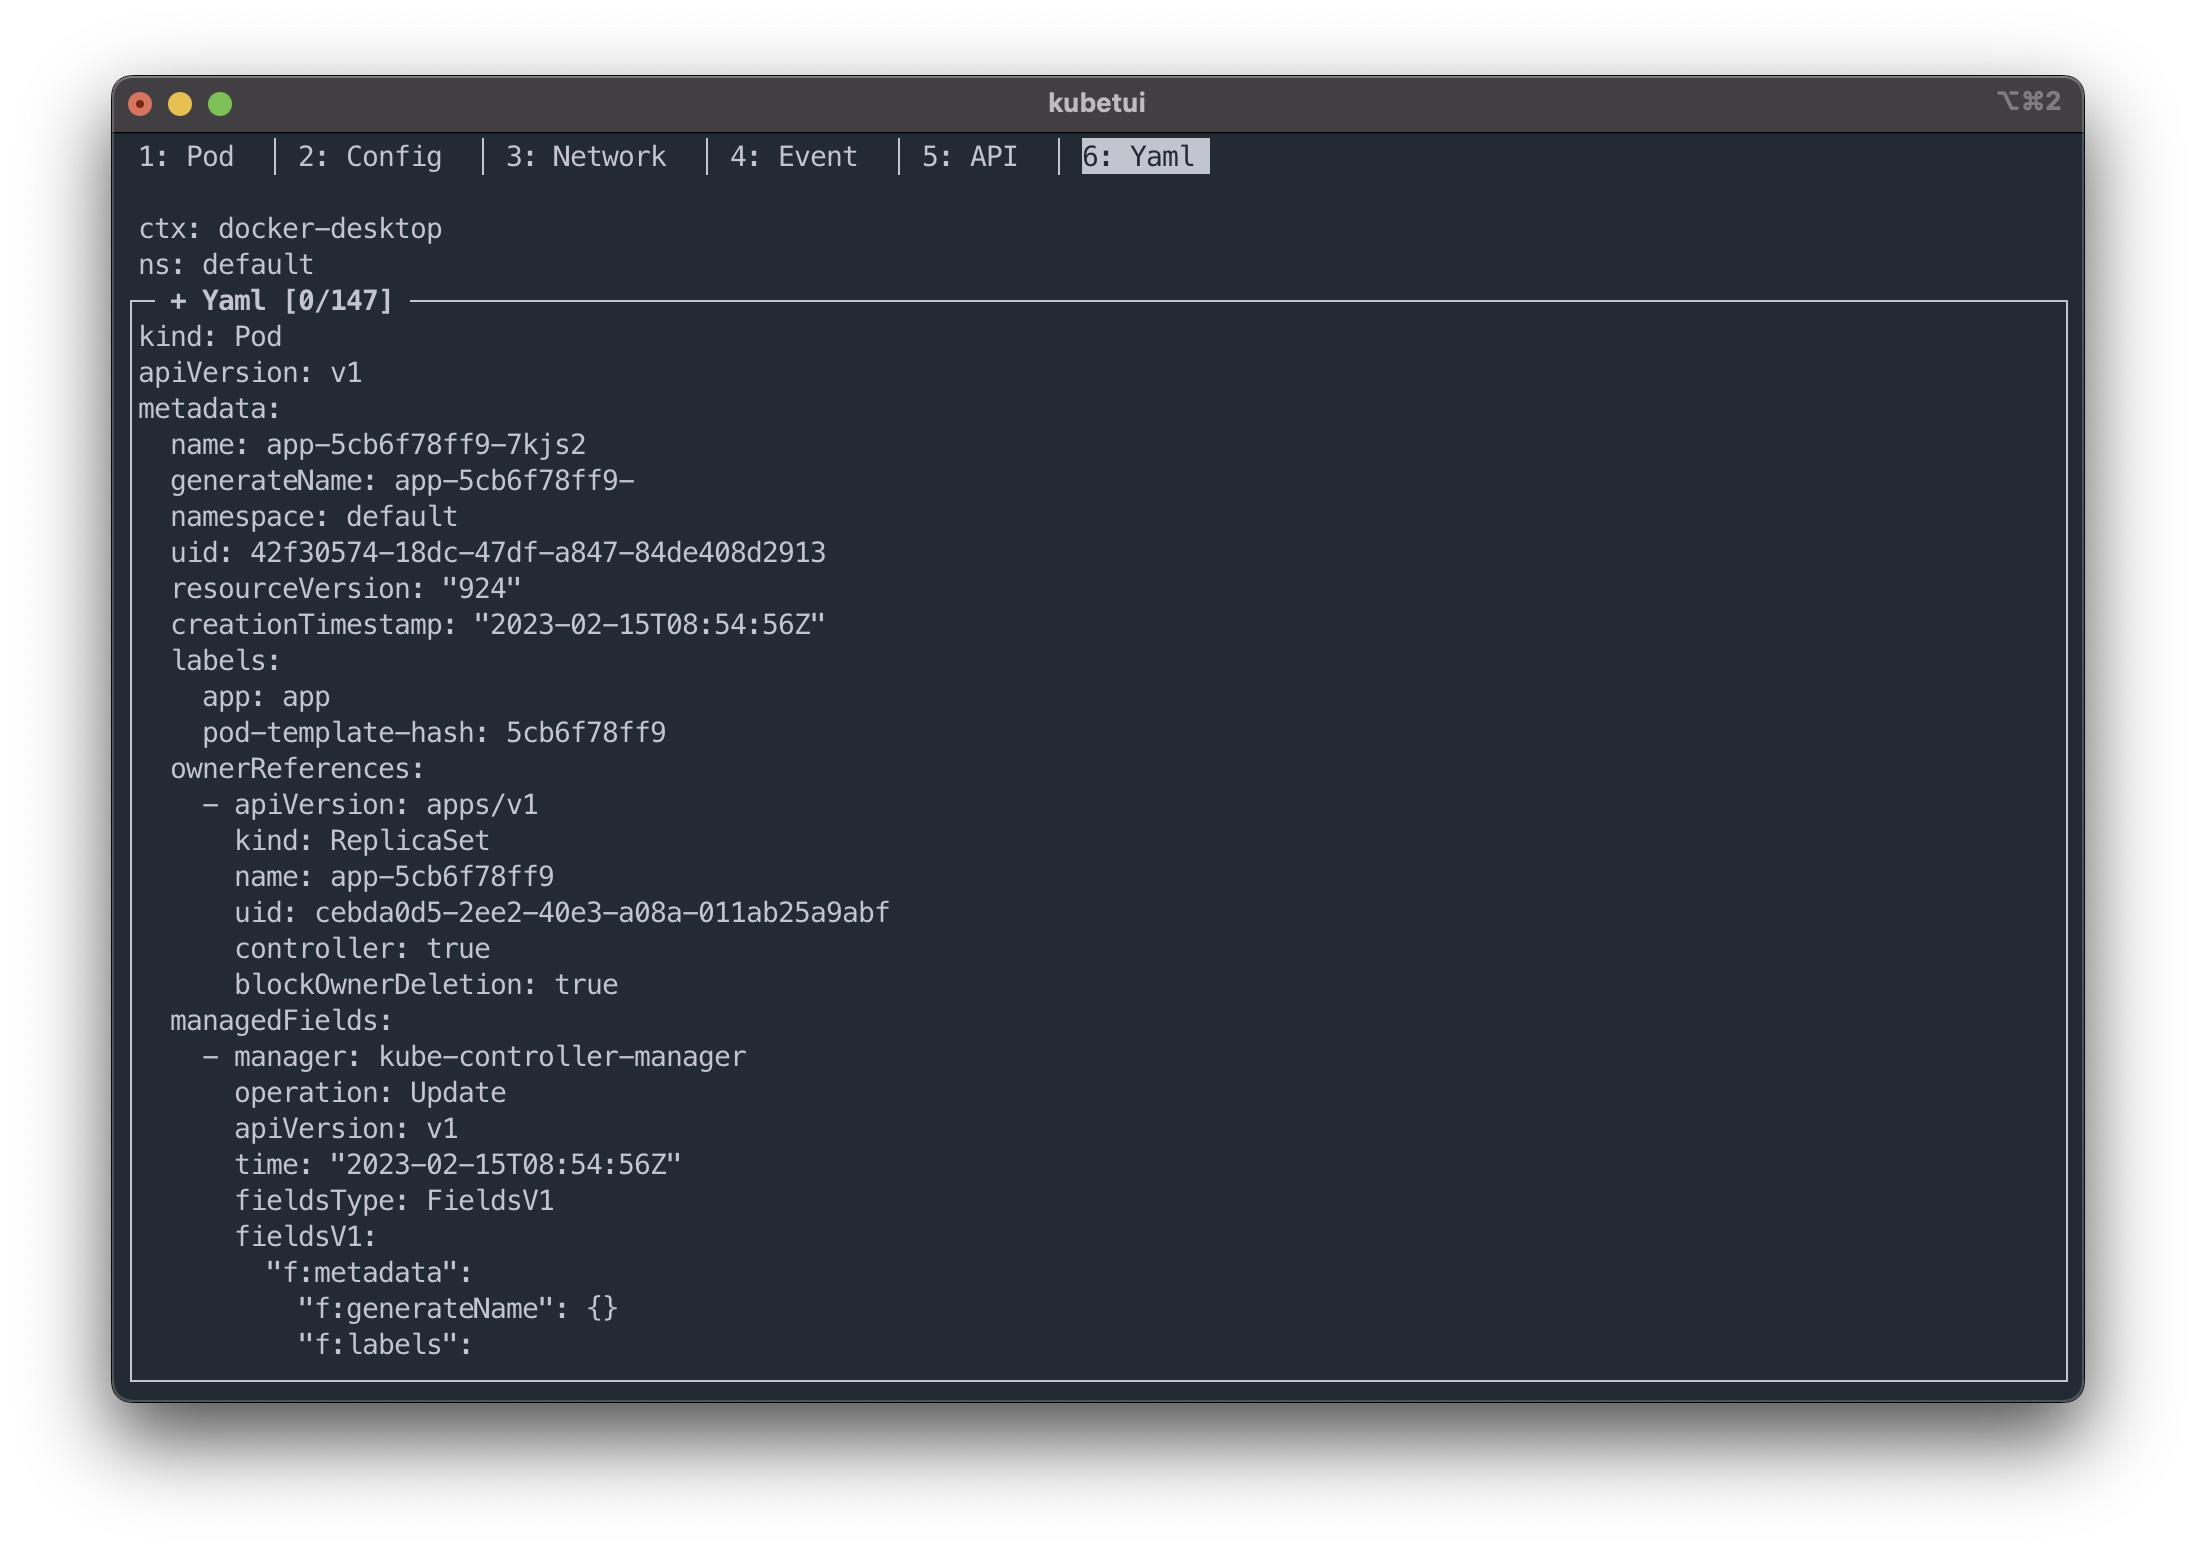 kubetui
⌥⌘2
1: Pod │ 2: Config │ 3: Network │ 4: Event │ 5: API │ 6: Yaml
ctx: docker-desktop
ns: default
+ Yaml [0/147]
kind: Pod
apiVersion: v1
metadata:
  name: app-5cb6f78ff9-7kjs2
  generateName: app-5cb6f78ff9-
  namespace: default
  uid: 42f30574-18dc-47df-a847-84de408d2913
  resourceVersion: "924"
  creationTimestamp: "2023-02-15T08:54:56Z"
  labels:
    app: app
    pod-template-hash: 5cb6f78ff9
  ownerReferences:
    - apiVersion: apps/v1
      kind: ReplicaSet
      name: app-5cb6f78ff9
      uid: cebda0d5-2ee2-40e3-a08a-011ab25a9abf
      controller: true
      blockOwnerDeletion: true
  managedFields:
    - manager: kube-controller-manager
      operation: Update
      apiVersion: v1
      time: "2023-02-15T08:54:56Z"
      fieldsType: FieldsV1
      fieldsV1:
        "f:metadata":
          "f:generateName": {}
          "f:labels":